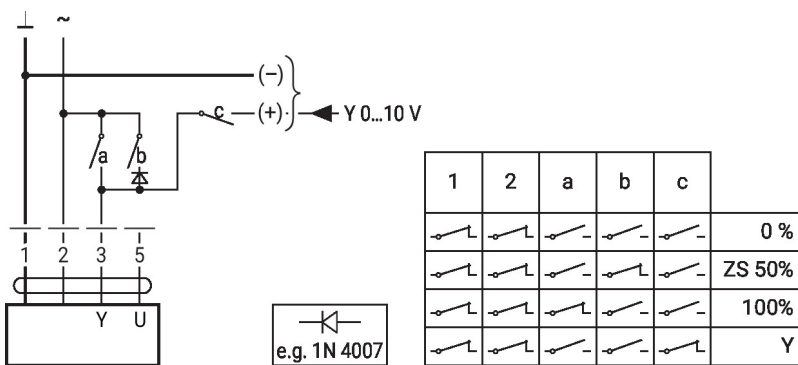 ⊥ ~
(–)
c (+) Y 0...10 V
a b
1 2 3 5
Y U
e.g. 1N 4007
1 2 a b c
0 %
ZS 50%
100%
Y